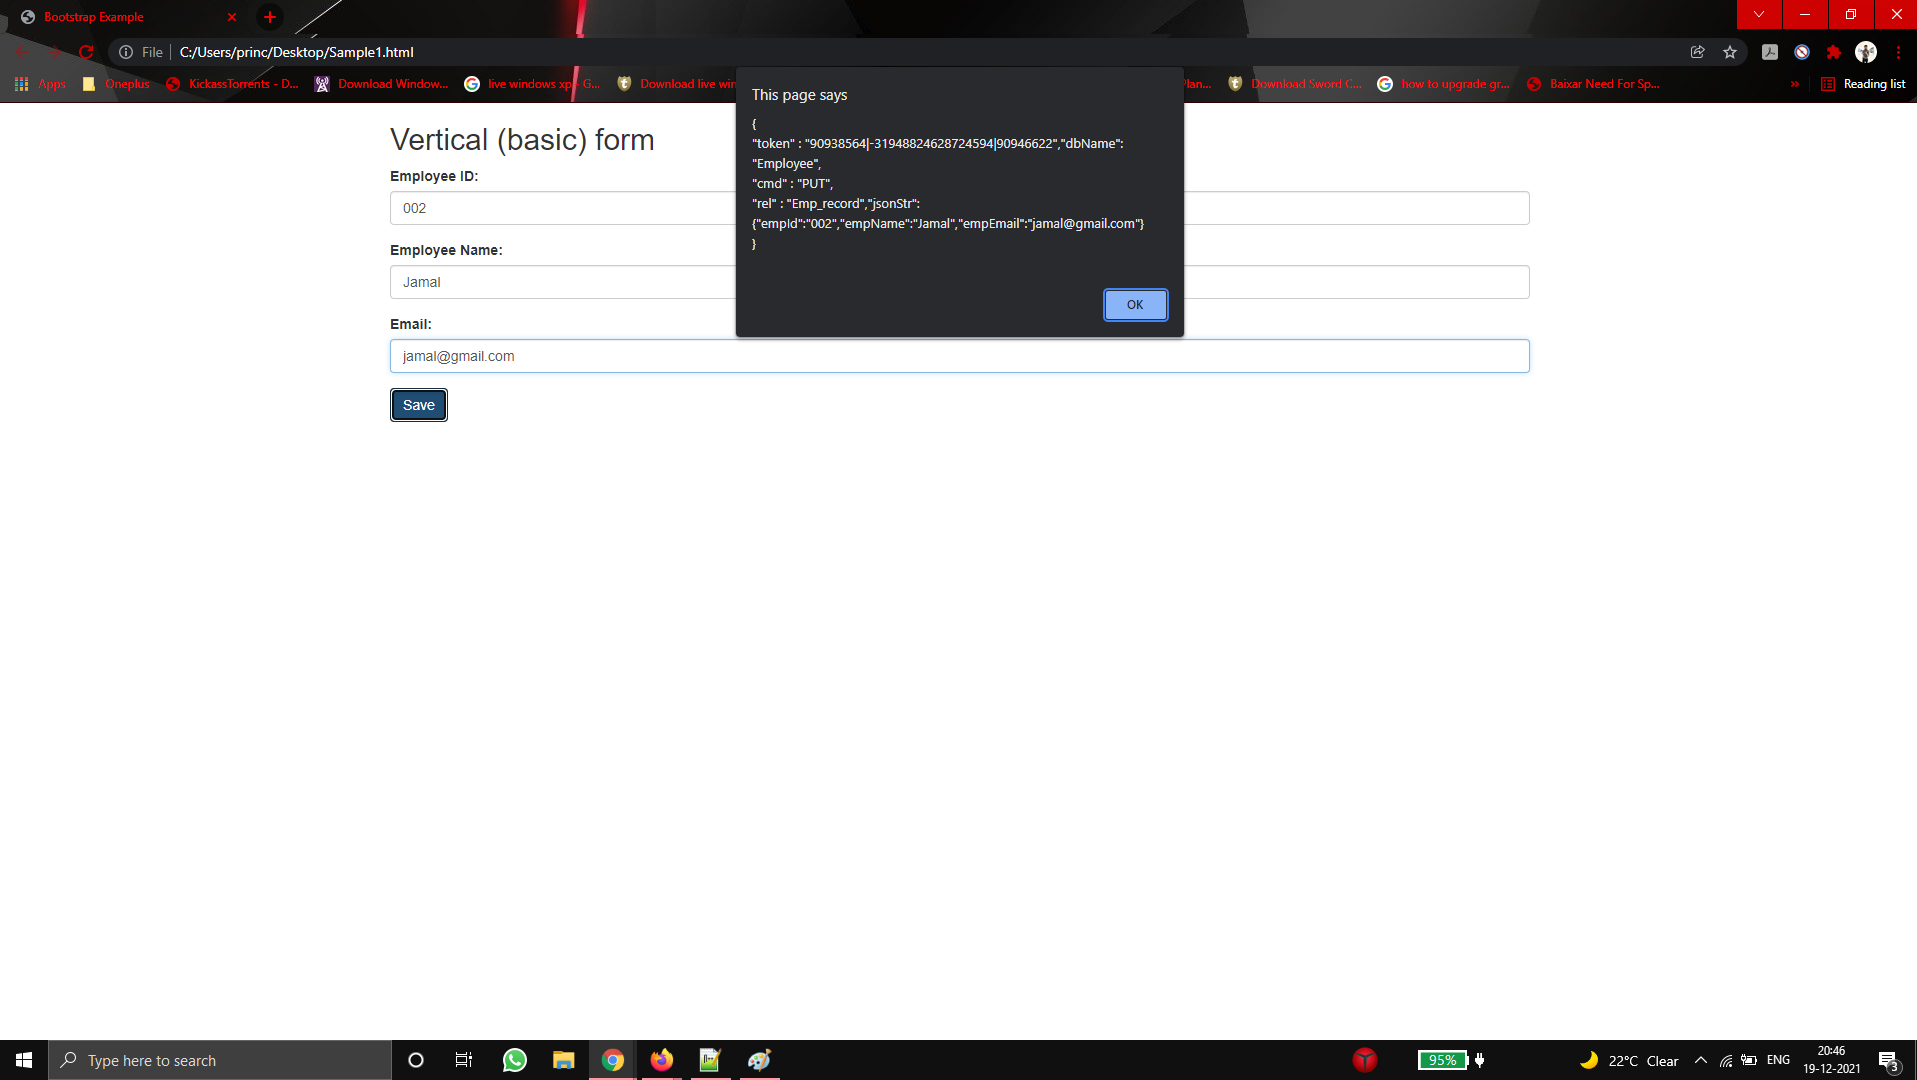 Bootstrap Example
File
C:/Users/princ/Desktop/Sample1.html
Apps
Oneplus
KickassTorrents - D...
Download Window...
live windows xp - G...
Download live win
Plan...
Download Sword C...
how to upgrade gr...
Baixar Need For Sp...
»
Reading list
This page says
{
"token" : "90938564|-31948824628724594|90946622","dbName":
"Employee",
"cmd" : "PUT",
"rel" : "Emp_record","jsonStr":
{"empId":"002","empName":"Jamal","empEmail":"jamal@gmail.com"}
}
OK
Vertical (basic) form
Employee ID:
002
Employee Name:
Jamal
Email:
jamal@gmail.com
Save
Type here to search
95%
22°C Clear
ENG
20:46
19-12-2021
3